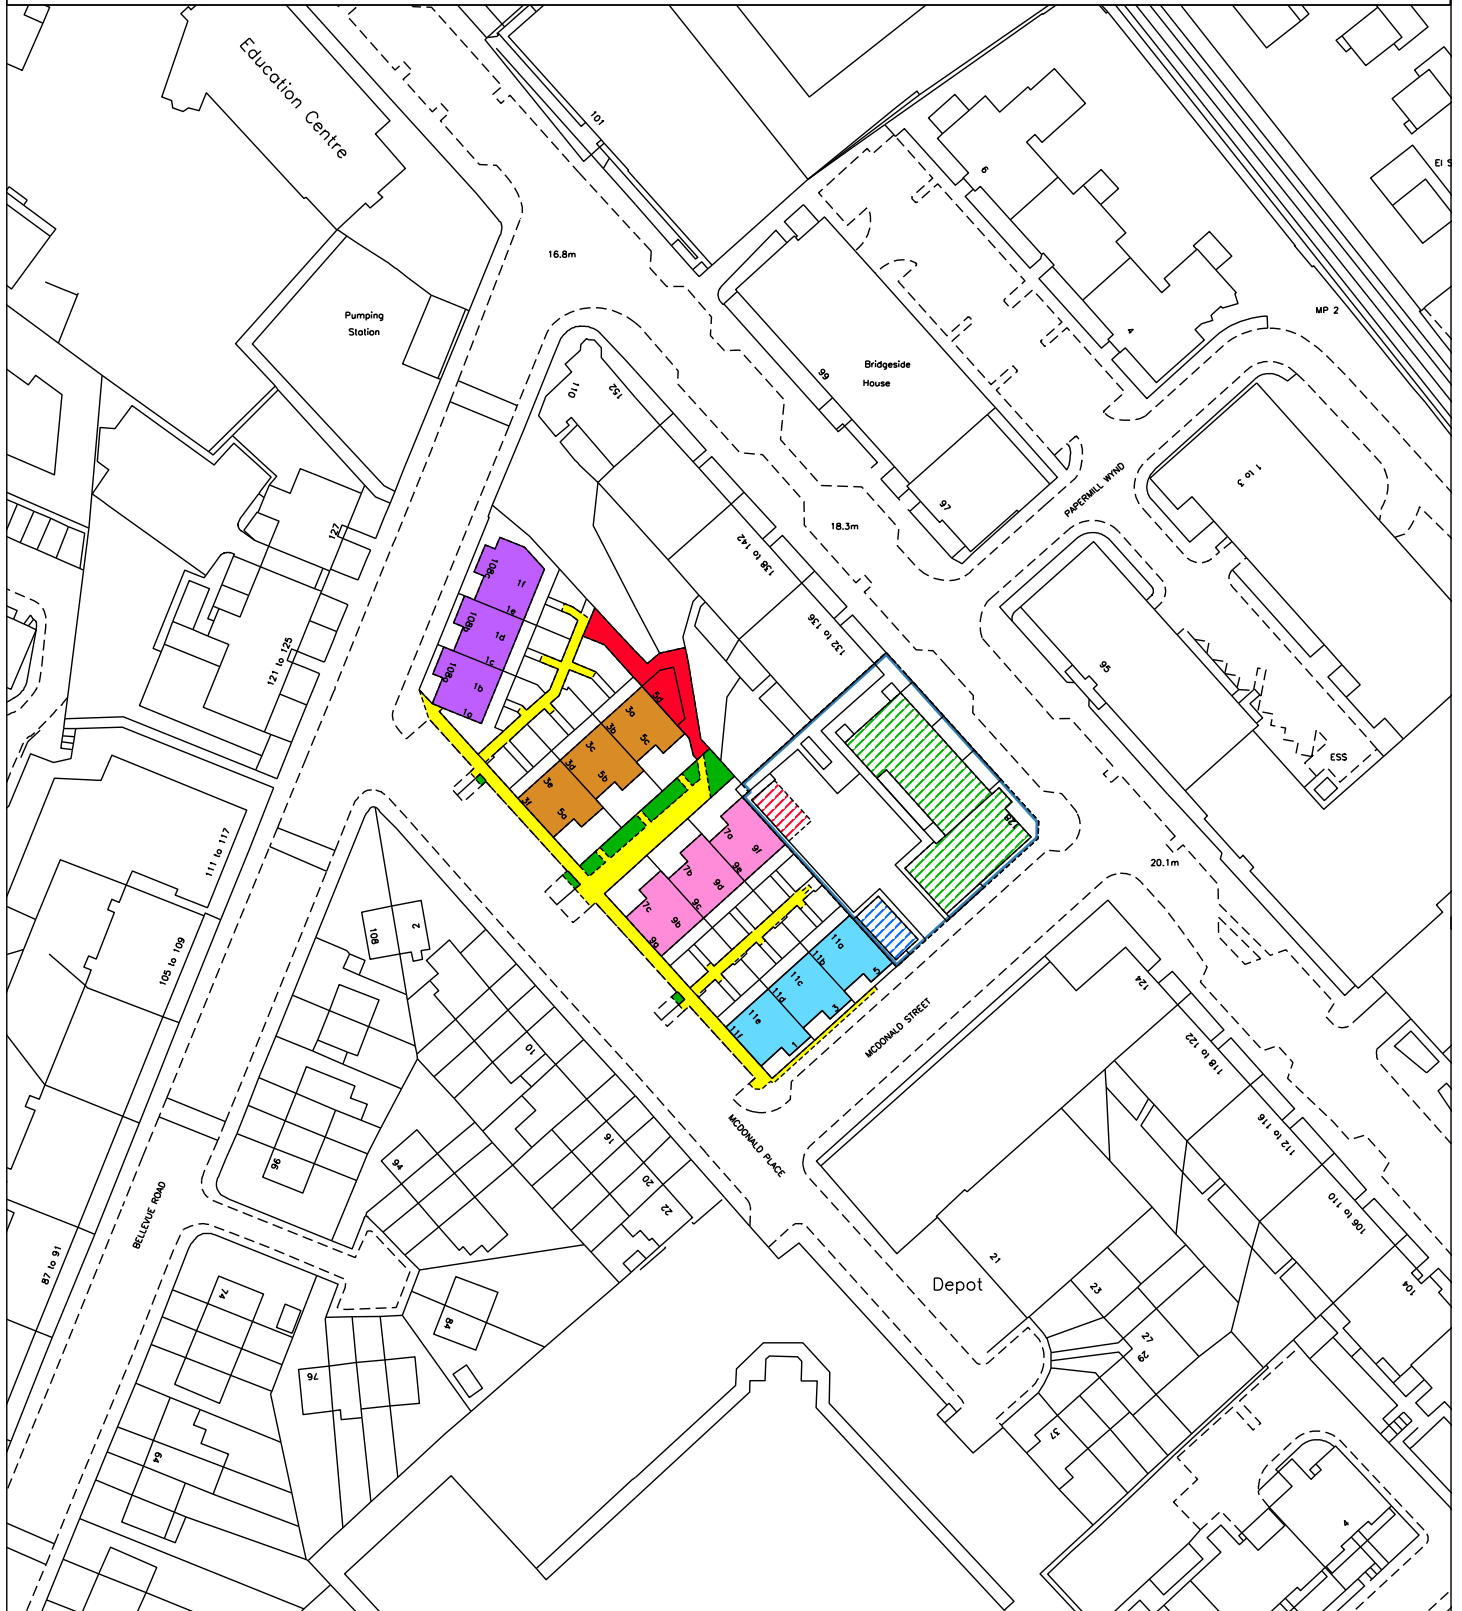 Education Centre
101
6
El S
16.8m
Pumping
Station
MP 2
4
99
Bridgeside
House
110
152
97
PAPERMILL WYND
1 to 3
127
18.3m
138 to 142
108c
1f
1e
108b
1d
1c
108a
1b
1a
132 to 136
121 to 125
95
5d
3a
3b
5c
3c
3d
5b
3e
3f
5a
ESS
128
7a
9f
7b
9e
9d
7c
9c
9b
9a
20.1m
111 to 117
108
2
105 to 109
11a
11b
5
11c
11d
3
11e
11f
1
124
MCDONALD STREET
10
118 to 122
16
96
94
20
22
MCDONALD PLACE
112 to 116
106 to 110
BELLEVUE ROAD
87 to 91
21
Depot
23
104
74
84
27
29
76
37
64
4